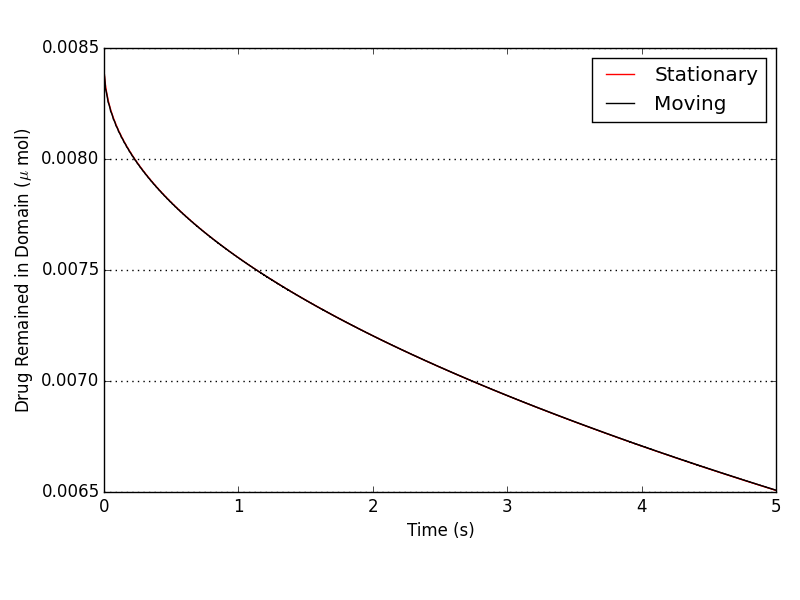 0.0085
0.0080
0.0075
0.0070
0.0065
Drug Remained in Domain (μ mol)
Stationary
Moving
0 1 2 3 4 5
Time (s)